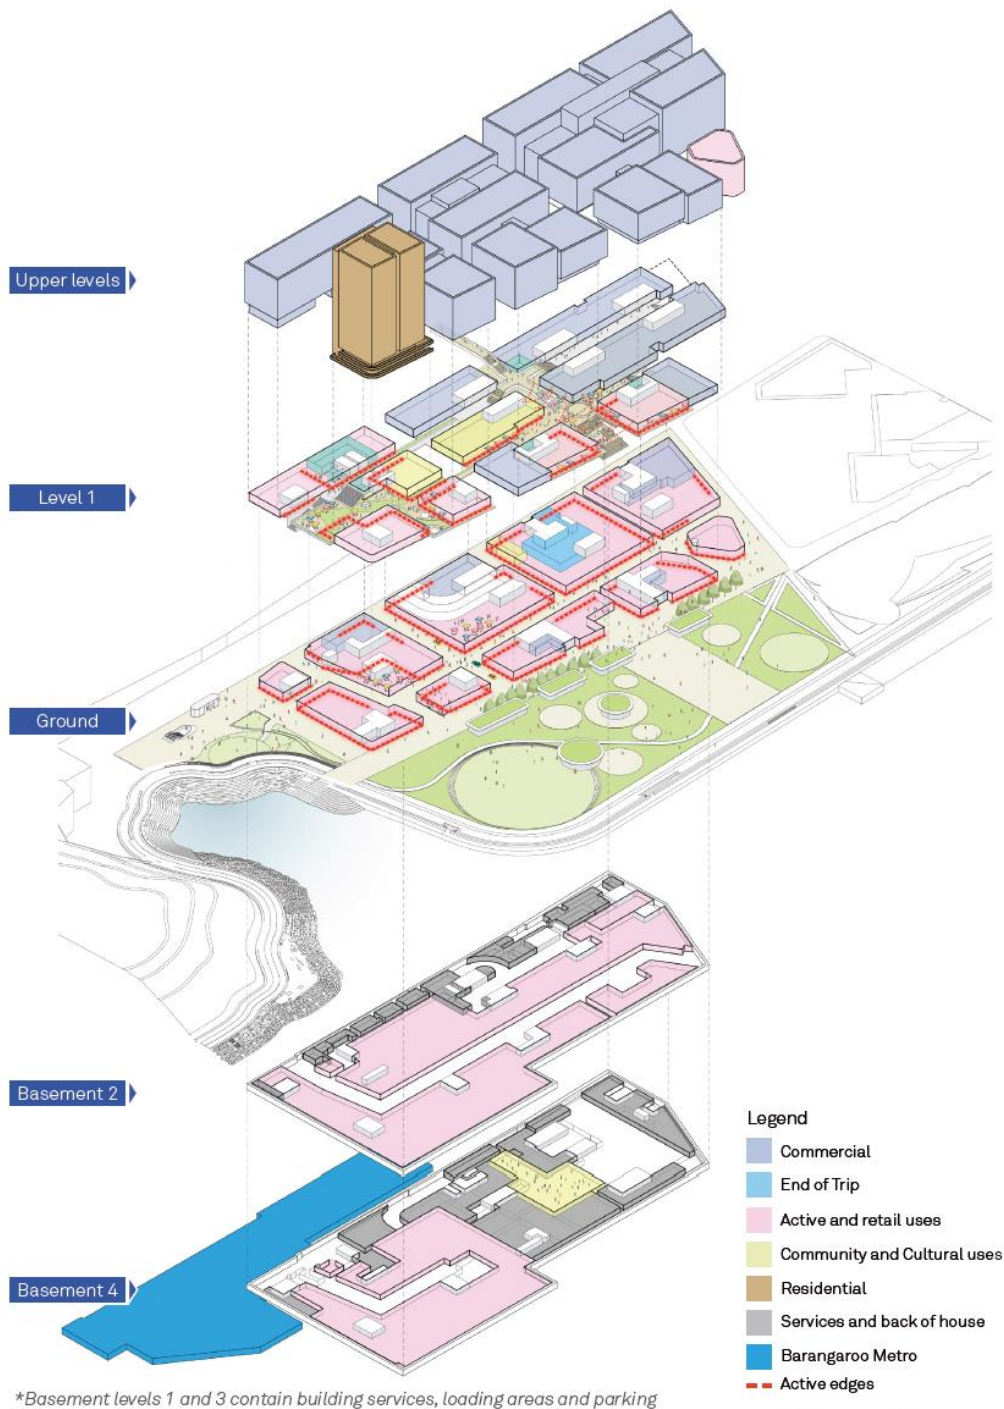 Upper levels
Level 1
Ground
Basement 2
Basement 4
Legend
Commercial
End of Trip
Active and retail uses
Community and Cultural uses
Residential
Services and back of house
Barangaroo Metro
Active edges
*Basement levels 1 and 3 contain building services, loading areas and parking